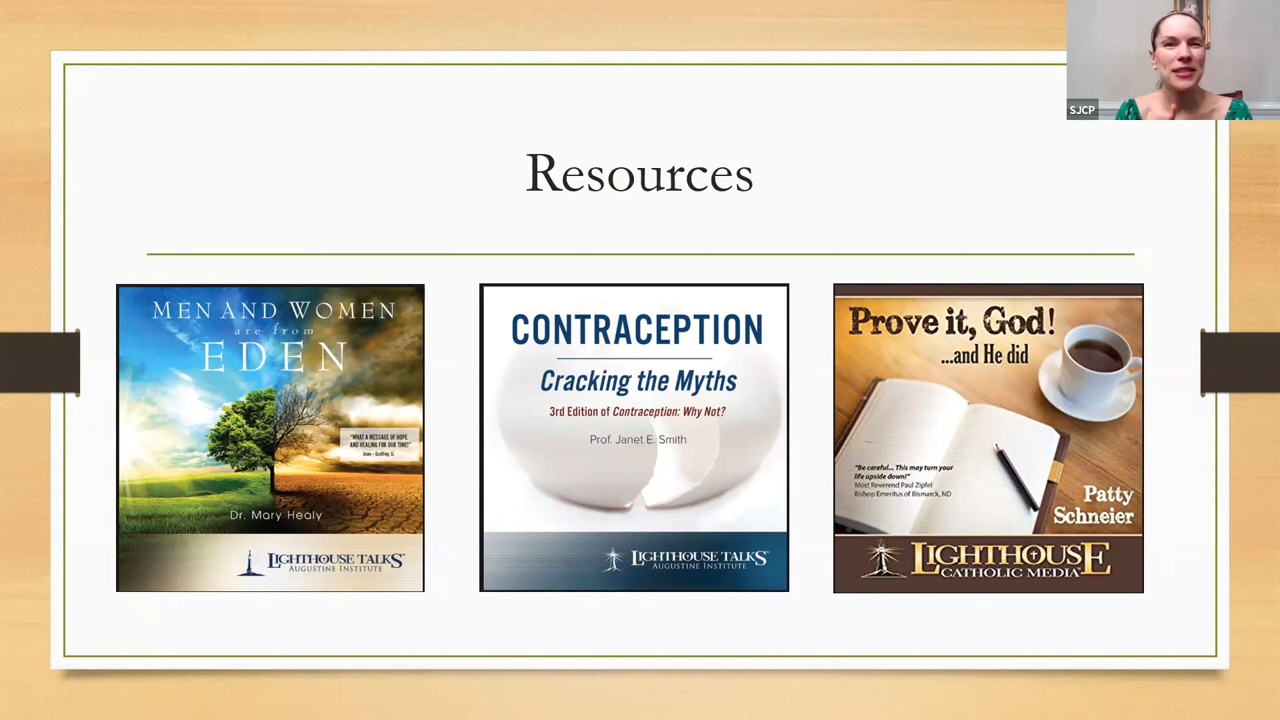 SJCP
Resources
MEN AND WOMEN
are from
EDEN
"WHAT A MESSAGE OF HOPE
AND HEALING FOR OUR TIME!"
Dr. Mary Healy
LIGHTHOUSE TALKS™
AUGUSTINE INSTITUTE
CONTRACEPTION
Cracking the Myths
3rd Edition of Contraception: Why Not?
Prof. Janet E. Smith
LIGHTHOUSE TALKS™
AUGUSTINE INSTITUTE
Prove it, God!
...and He did
"Be careful... This may turn your
life upside down!"
Most Reverend Paul Zipfel
Bishop Emeritus of Bismarck, ND
Patty
Schneier
LIGHTHOUSE
CATHOLIC MEDIA